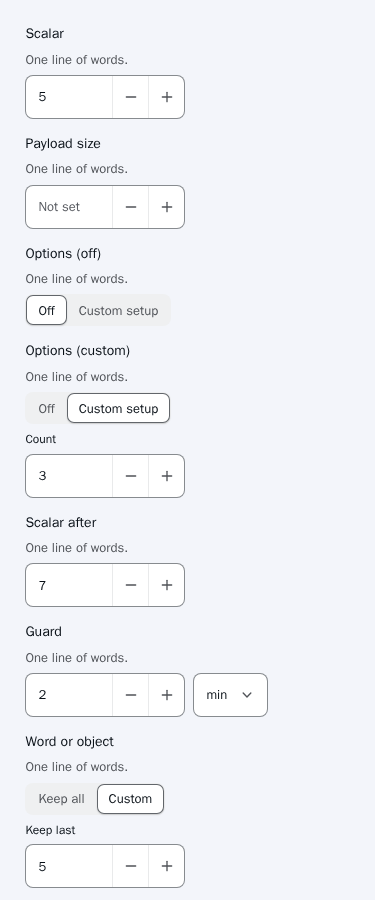 Scalar
One line of words.
5
Payload size
One line of words.
Not set
Options (off)
One line of words.
Off Custom setup
Options (custom)
One line of words.
Off Custom setup
Count
3
Scalar after
One line of words.
7
Guard
One line of words.
2 min
Word or object
One line of words.
Keep all Custom
Keep last
5